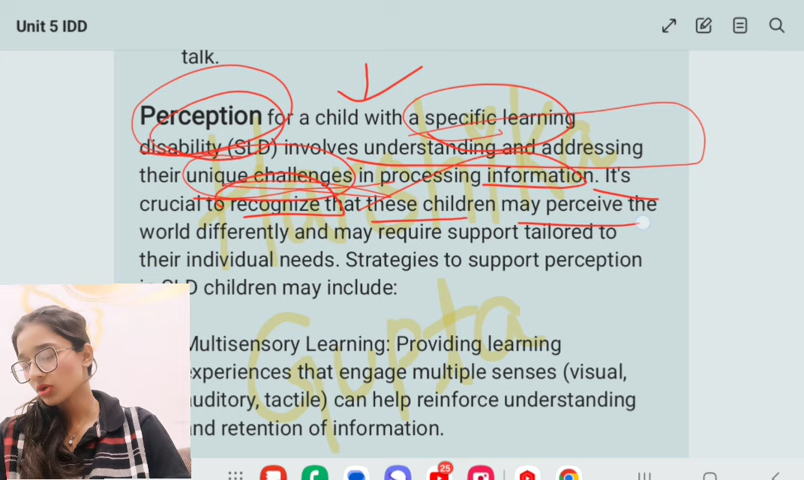 Unit 5 IDD
talk.
Perception for a child with a specific learning
disability (SLD) involves understanding and addressing
their unique challenges in processing information. It's
crucial to recognize that these children may perceive the
world differently and may require support tailored to
their individual needs. Strategies to support perception
SLD children may include:
Multisensory Learning: Providing learning
experiences that engage multiple senses (visual,
auditory, tactile) can help reinforce understanding
and retention of information.
Harshika
Gupta
25